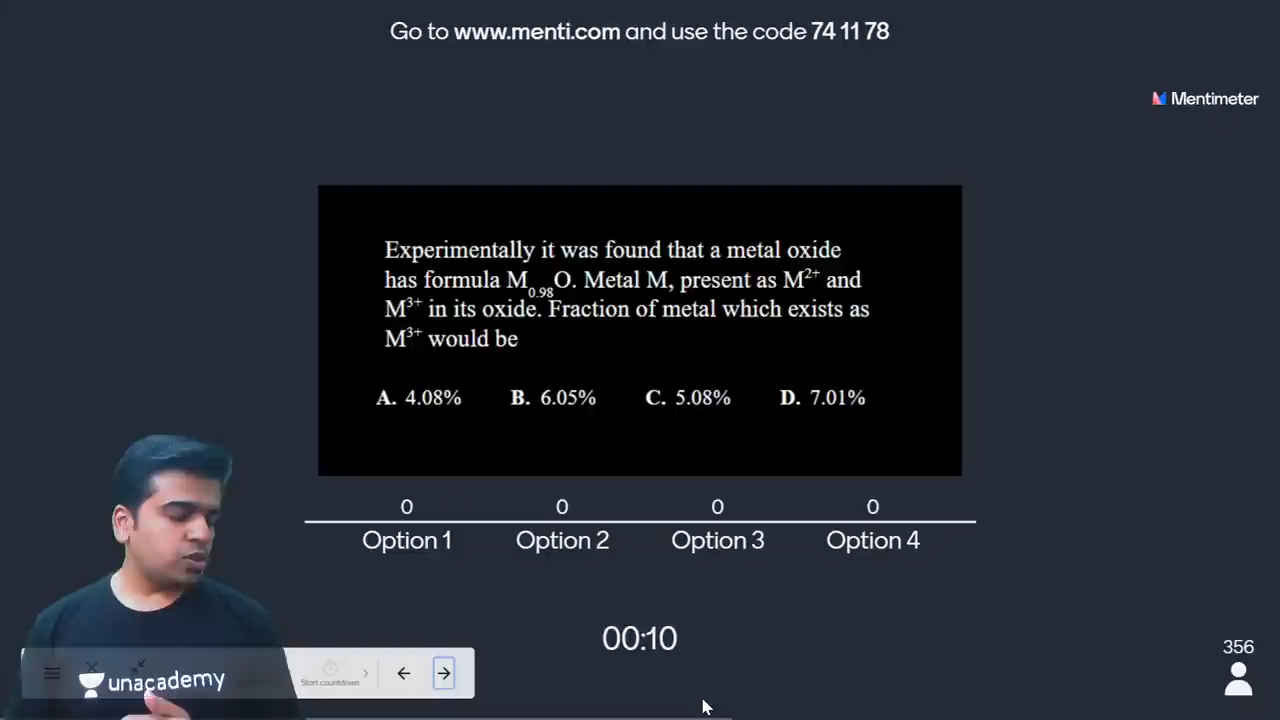 Go to www.menti.com and use the code 74 11 78
Mentimeter
Experimentally it was found that a metal oxide
has formula M0.98O. Metal M, present as M2+ and
M3+ in its oxide. Fraction of metal which exists as
M3+ would be
A. 4.08% B. 6.05% C. 5.08% D. 7.01%
0 0 0 0
Option 1 Option 2 Option 3 Option 4
00:10
356
Start countdown
unacademy